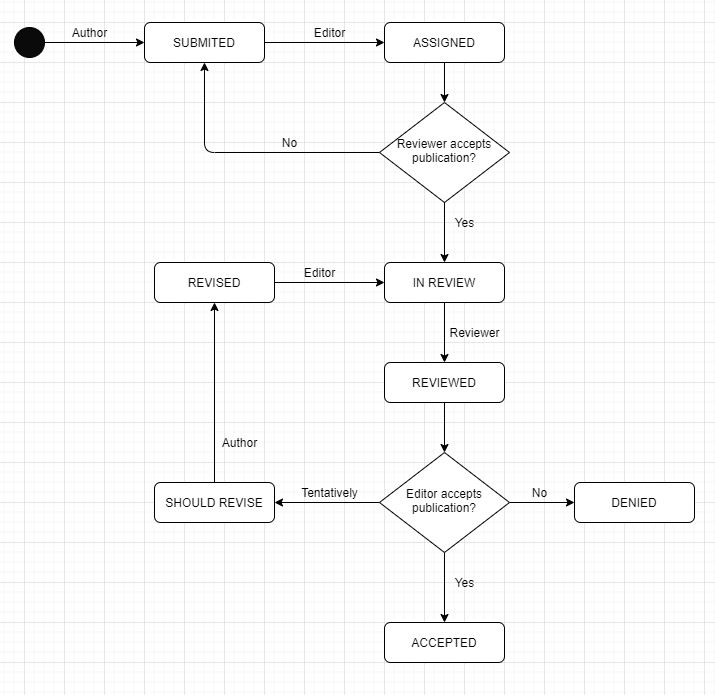 Author
SUBMITED
Editor
ASSIGNED
Reviewer accepts
publication?
No
Yes
REVISED
Editor
IN REVIEW
Reviewer
REVIEWED
Author
SHOULD REVISE
Tentatively
Editor accepts
publication?
No
DENIED
Yes
ACCEPTED